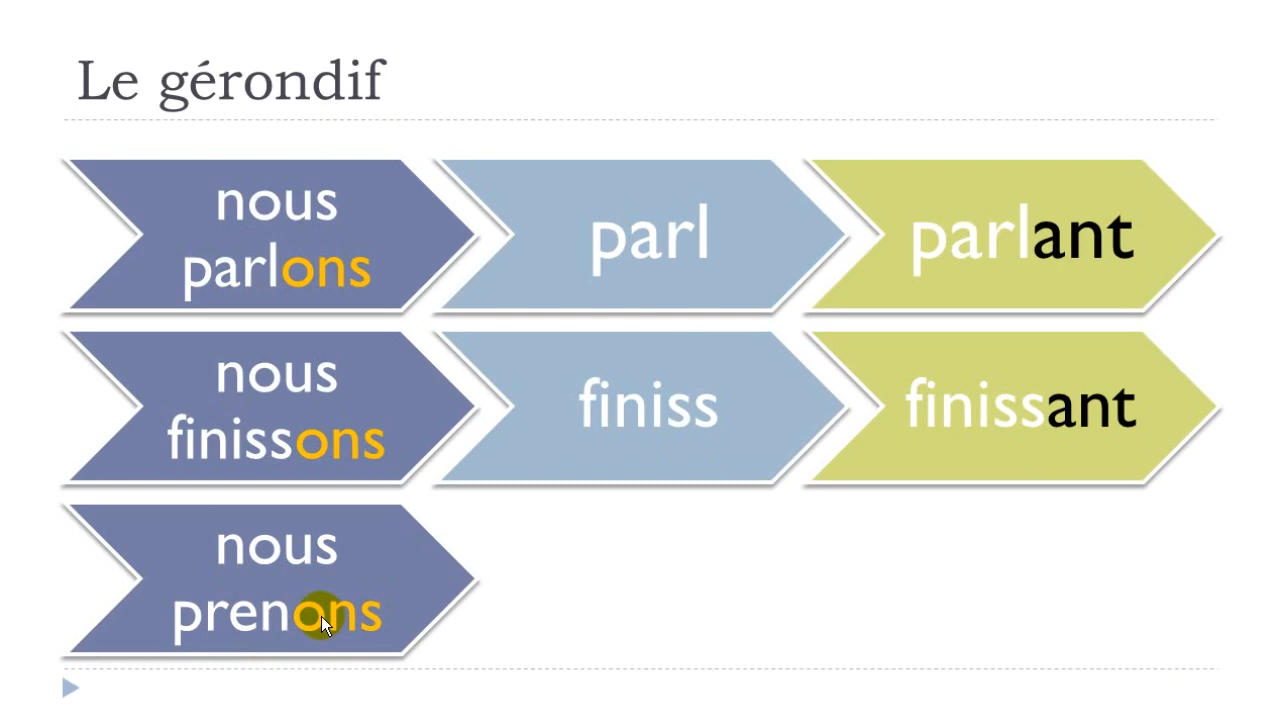 Le gérondif
nous
parlons
parl
parlant
nous
finissons
finiss
finissant
nous
prenons